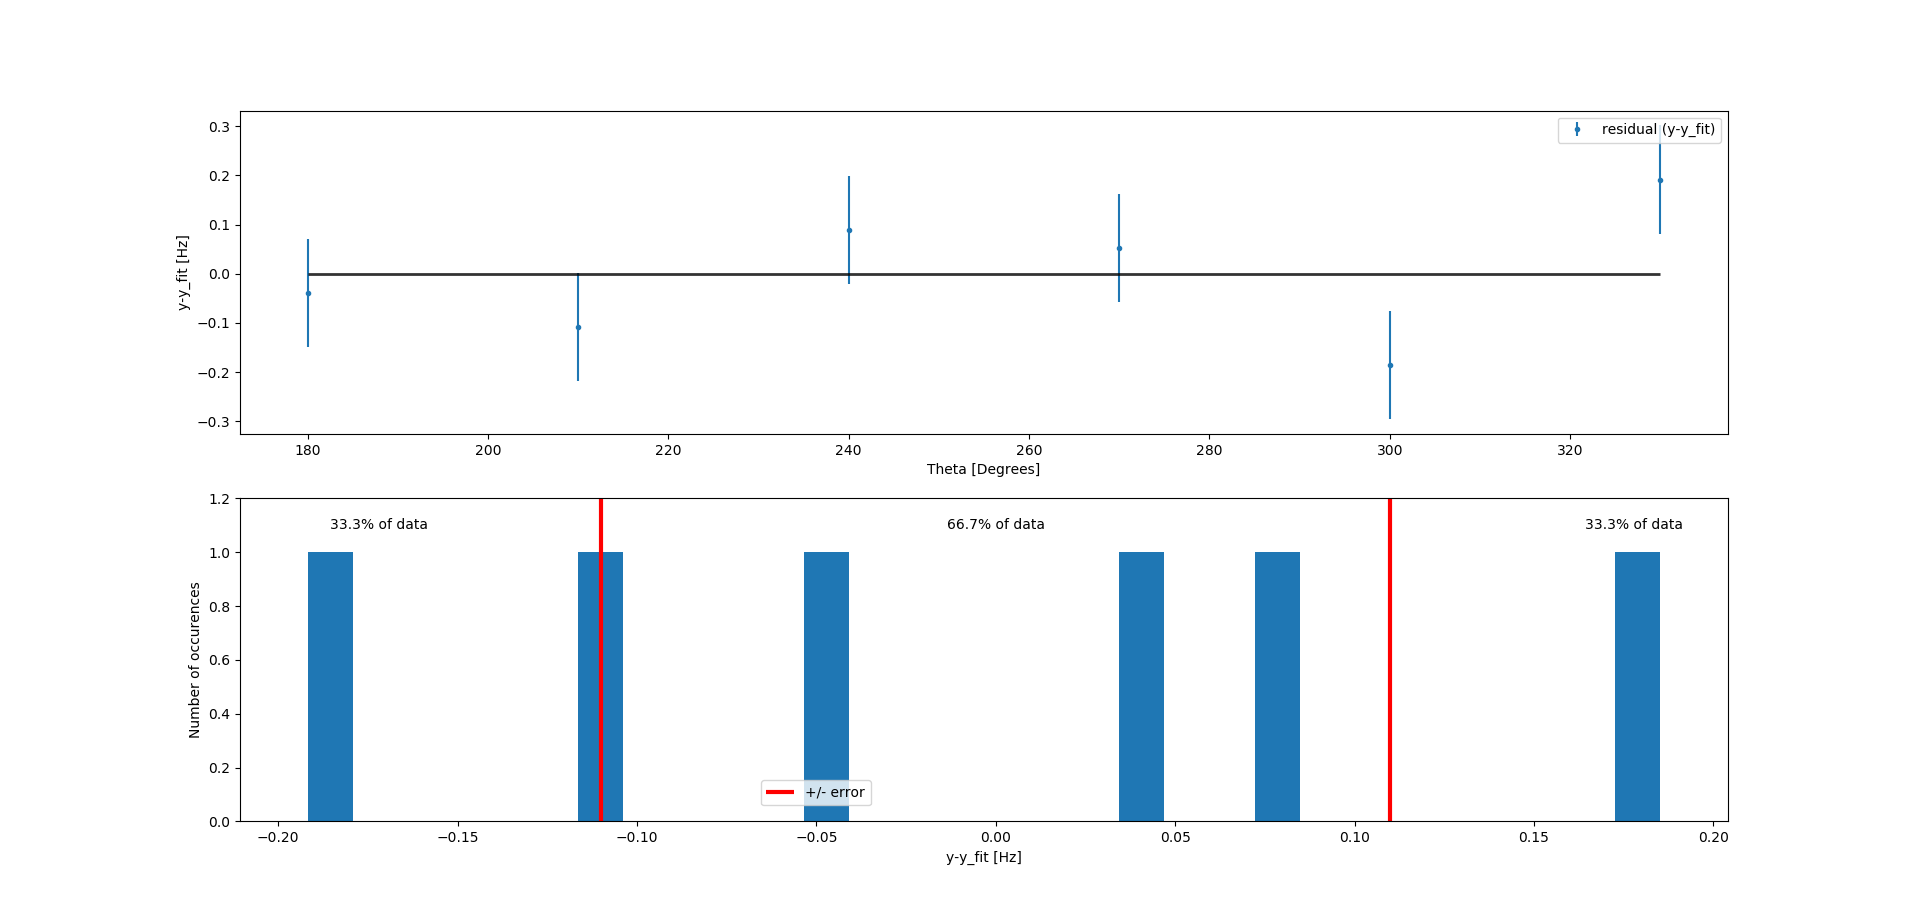 residual (y-y_fit)
0.3
0.2
0.1
0.0
−0.1
−0.2
−0.3
y-y_fit [Hz]
180 200 220 240 260 280 300 320
Theta [Degrees]
33.3% of data 66.7% of data 33.3% of data
1.2
1.0
0.8
0.6
0.4
0.2
0.0
Number of occurences
+/- error
−0.20 −0.15 −0.10 −0.05 0.00 0.05 0.10 0.15 0.20
y-y_fit [Hz]